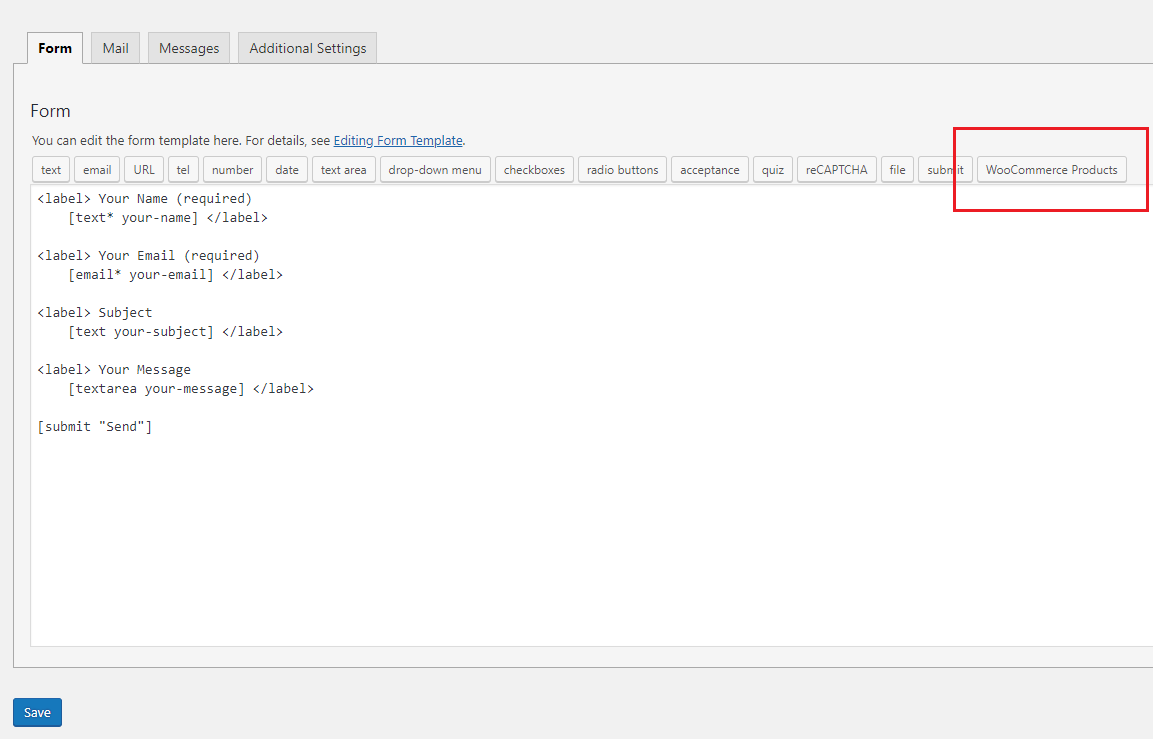 Form Mail Messages Additional Settings
Form
You can edit the form template here. For details, see Editing Form Template.
text email URL tel number date text area drop-down menu checkboxes radio buttons acceptance quiz reCAPTCHA file submit WooCommerce Products
<label> Your Name (required)
    [text* your-name] </label>
<label> Your Email (required)
    [email* your-email] </label>
<label> Subject
    [text your-subject] </label>
<label> Your Message
    [textarea your-message] </label>
[submit "Send"]
Save